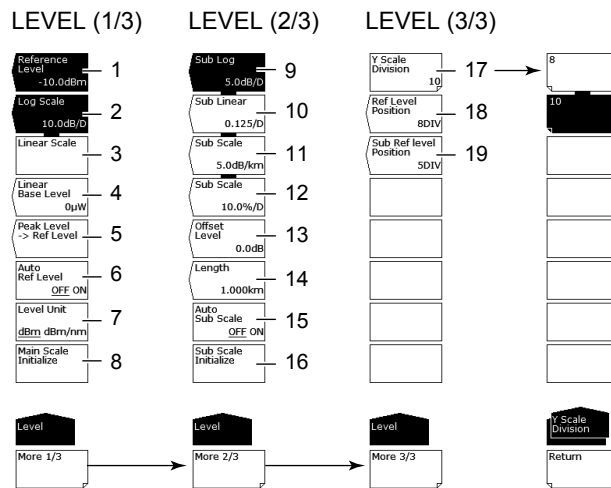 LEVEL (1/3)
Reference
Level
-10.0dBm
1
Log Scale
10.0dB/D
2
Linear Scale
3
Linear
Base Level
0µW
4
Peak Level
-> Ref Level
5
Auto
Ref Level
OFF ON
6
Level Unit
dBm dBm/nm
7
Main Scale
Initialize
8
Level
More 1/3
LEVEL (2/3)
Sub Log
5.0dB/D
9
Sub Linear
0.125/D
10
Sub Scale
5.0dB/km
11
Sub Scale
10.0%/D
12
Offset
Level
0.0dB
13
Length
1.000km
14
Auto
Sub Scale
OFF ON
15
Sub Scale
Initialize
16
Level
More 2/3
LEVEL (3/3)
Y Scale
Division
10
17
Ref Level
Position
8DIV
18
Sub Ref level
Position
5DIV
19
Level
More 3/3
8
10
Y Scale
Division
Return